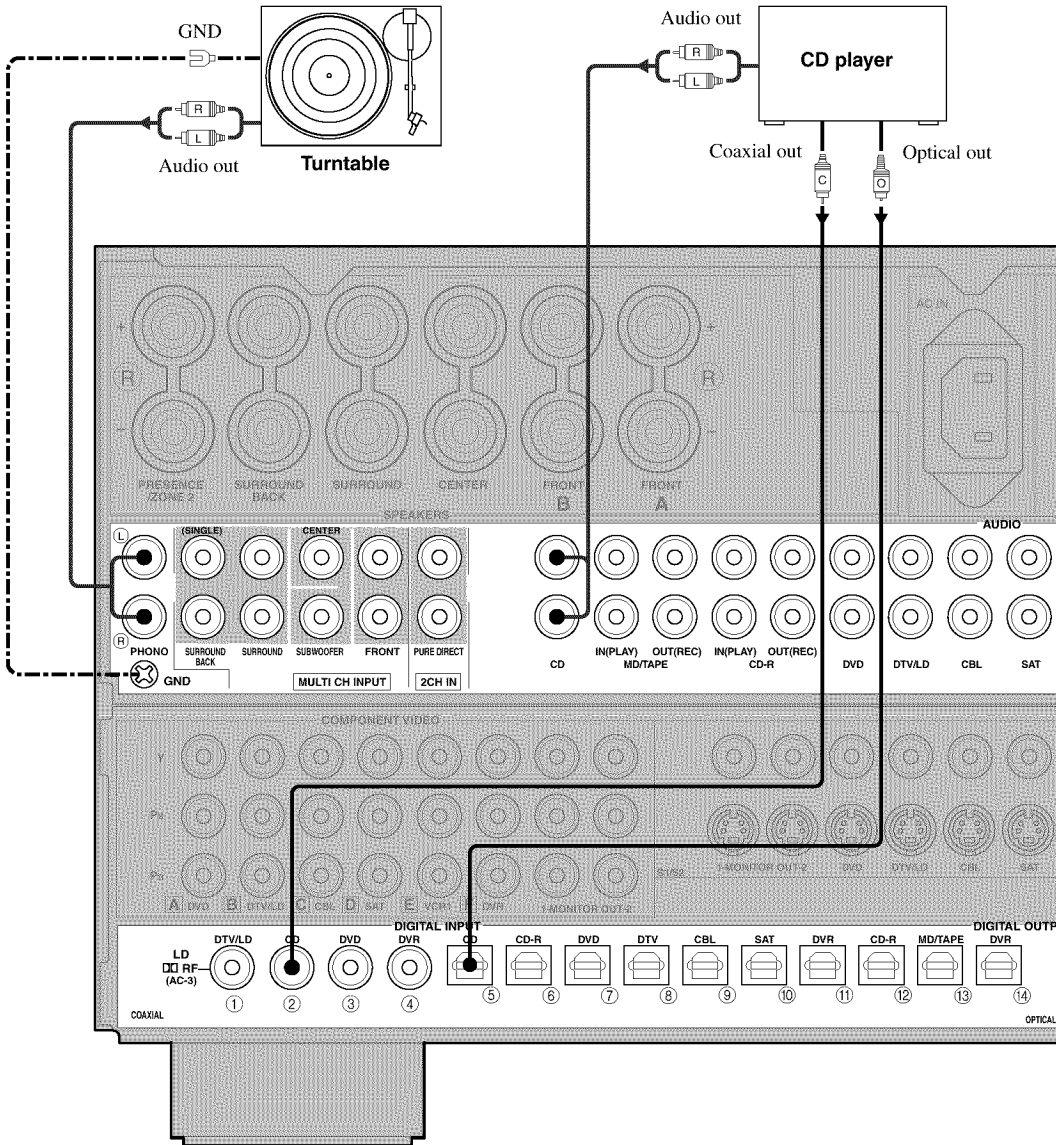 GND
Audio out
R
L
CD player
R
L
Audio out
Turntable
Coaxial out
Optical out
C
O
AC IN
+
+
R
R
−
−
PRESENCE
/ZONE 2
SURROUND
BACK
SURROUND
CENTER
FRONT
B
FRONT
A
SPEAKERS
AUDIO
L
(SINGLE)
CENTER
R
PHONO
SURROUND
BACK
SURROUND
SUBWOOFER
FRONT
PURE DIRECT
CD
IN(PLAY)
OUT(REC)
MD/TAPE
IN(PLAY)
OUT(REC)
CD-R
DVD
DTV/LD
CBL
SAT
GND
MULTI CH INPUT
2CH IN
COMPONENT VIDEO
Y
PB
PR
A DVD
B DTV/LD
C CBL
D SAT
E VCR1
F DVR
1-MONITOR OUT-2
S1/S2
1-MONITOR OUT-2
DVD
DTV/LD
CBL
SAT
DIGITAL INPUT
DIGITAL OUTP
LD
RF
(AC-3)
DTV/LD
CD
DVD
DVR
CD
CD-R
DVD
DTV
CBL
SAT
DVR
CD-R
MD/TAPE
DVR
① ② ③ ④ ⑤ ⑥ ⑦ ⑧ ⑨ ⑩ ⑪ ⑫ ⑬ ⑭
COAXIAL
OPTICAL